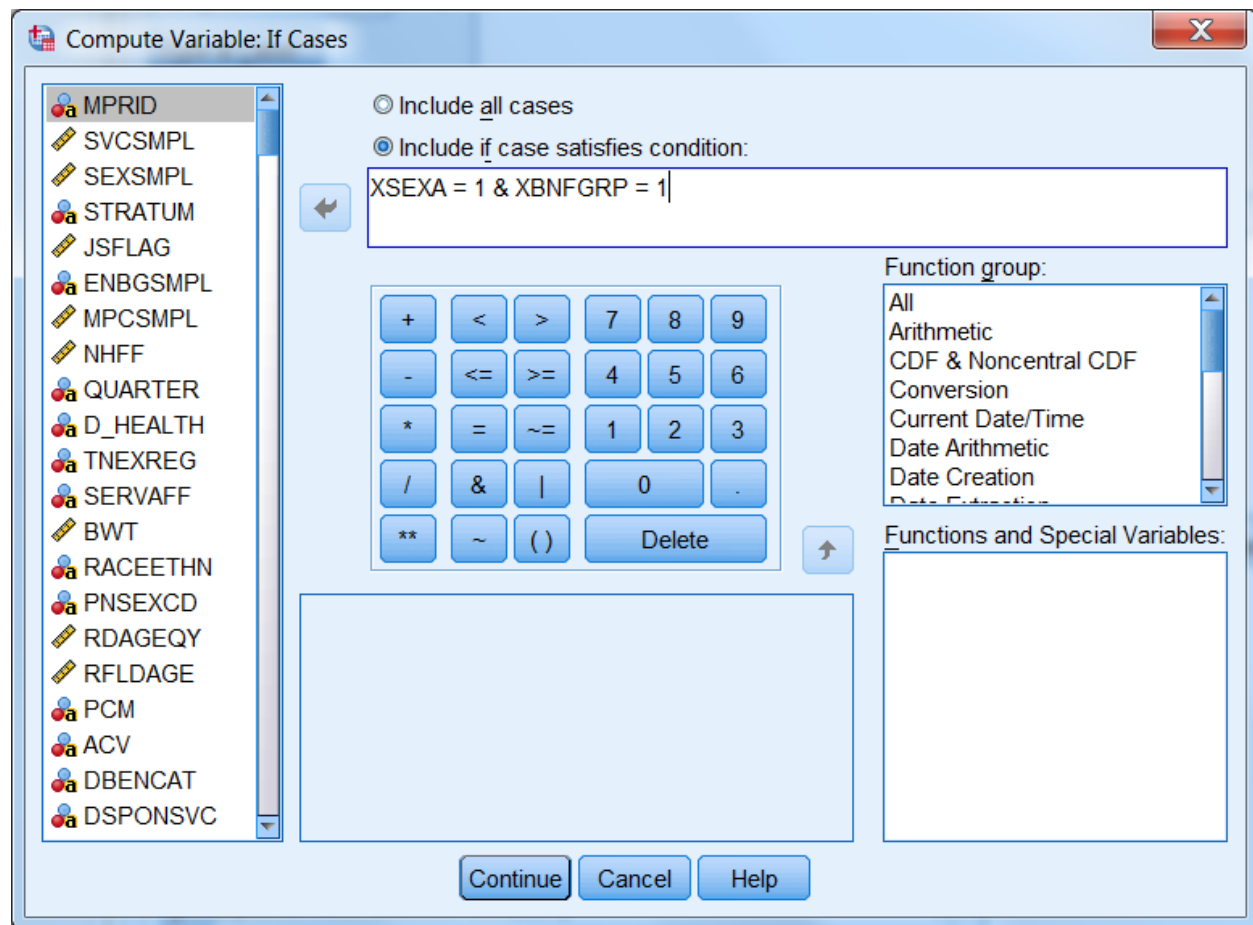 Compute Variable: If Cases
X
MPRID
SVCSMPL
SEXSMPL
STRATUM
JSFLAG
ENBGSMPL
MPCSMPL
NHFF
QUARTER
D_HEALTH
TNEXREG
SERVAFF
BWT
RACEETHN
PNSEXCD
RDAGEQY
RFLDAGE
PCM
ACV
DBENCAT
DSPONSVC
Include all cases
Include if case satisfies condition:
XSEXA = 1 & XBNFGRP = 1
+ < > 7 8 9
- <= >= 4 5 6
* = ~= 1 2 3
/ & | 0 .
** ~ ( ) Delete
Function group:
All
Arithmetic
CDF & Noncentral CDF
Conversion
Current Date/Time
Date Arithmetic
Date Creation
Date Extraction
Functions and Special Variables:
Continue Cancel Help